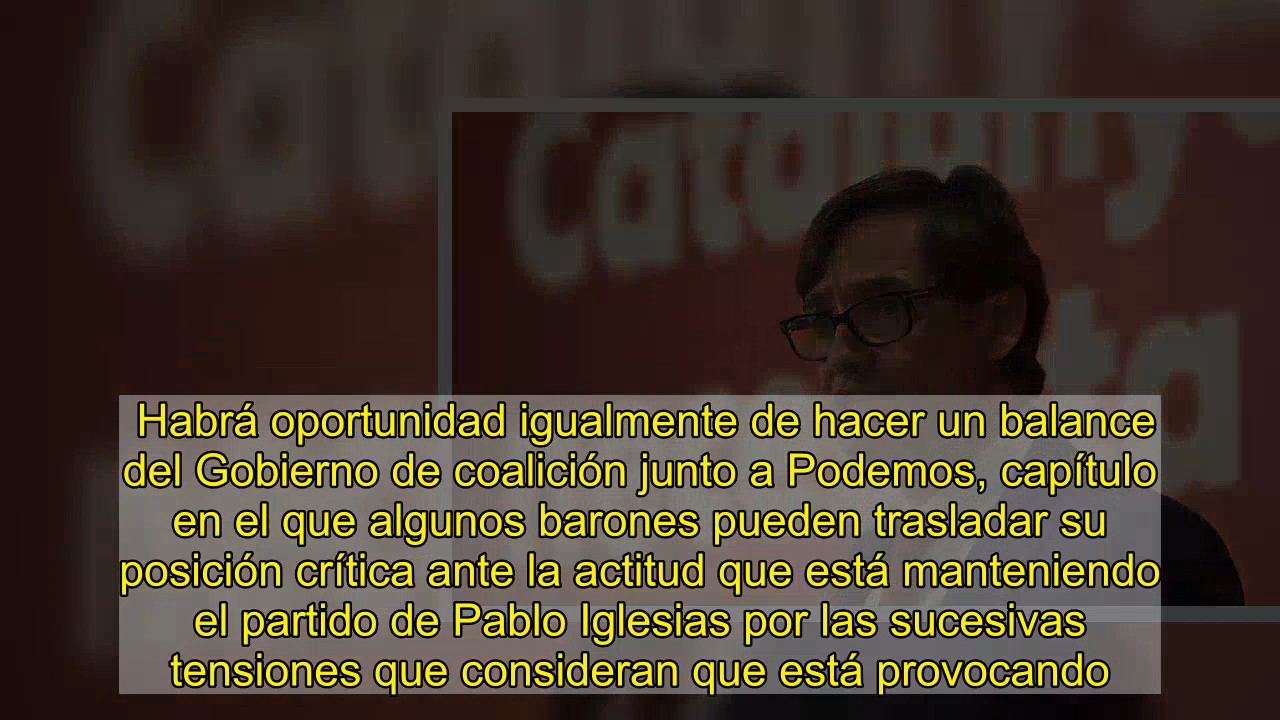 Catalunya
Catalunya
Habrá oportunidad igualmente de hacer un balance
del Gobierno de coalición junto a Podemos, capítulo
en el que algunos barones pueden trasladar su
posición crítica ante la actitud que está manteniendo
el partido de Pablo Iglesias por las sucesivas
tensiones que consideran que está provocando